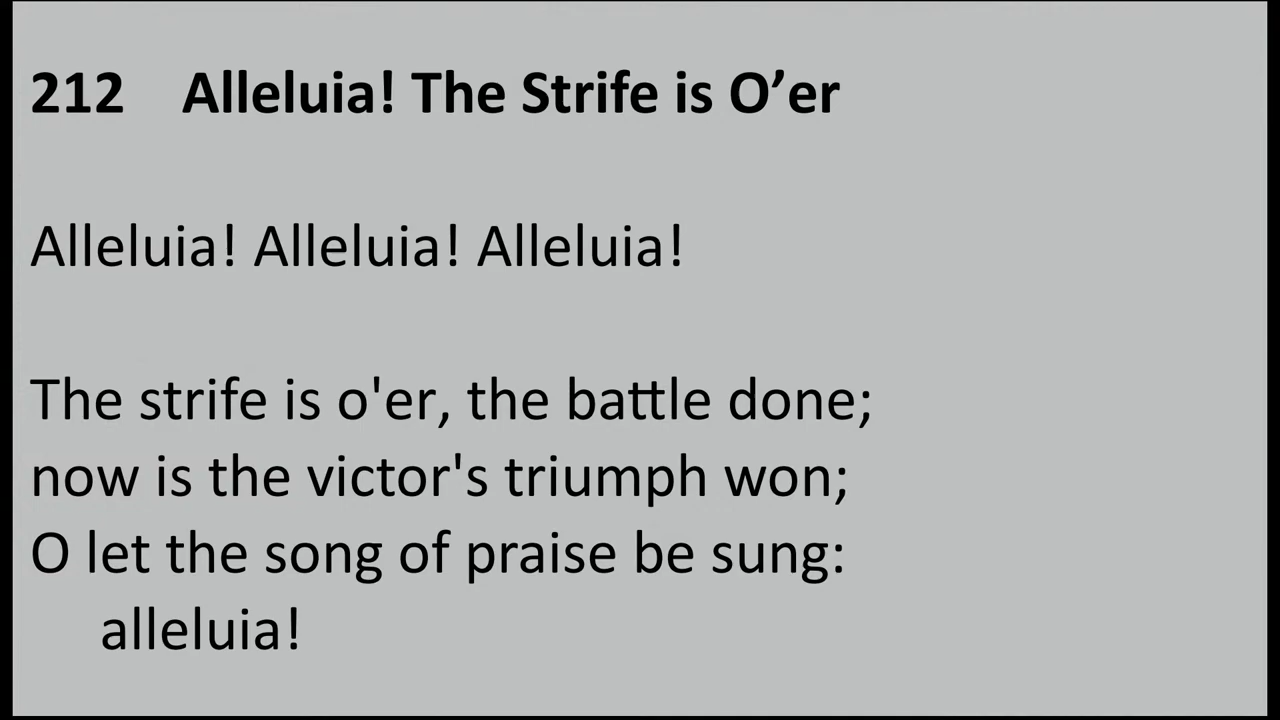 212 Alleluia! The Strife is O’er
Alleluia! Alleluia! Alleluia!
The strife is o'er, the battle done;
now is the victor's triumph won;
O let the song of praise be sung:
alleluia!